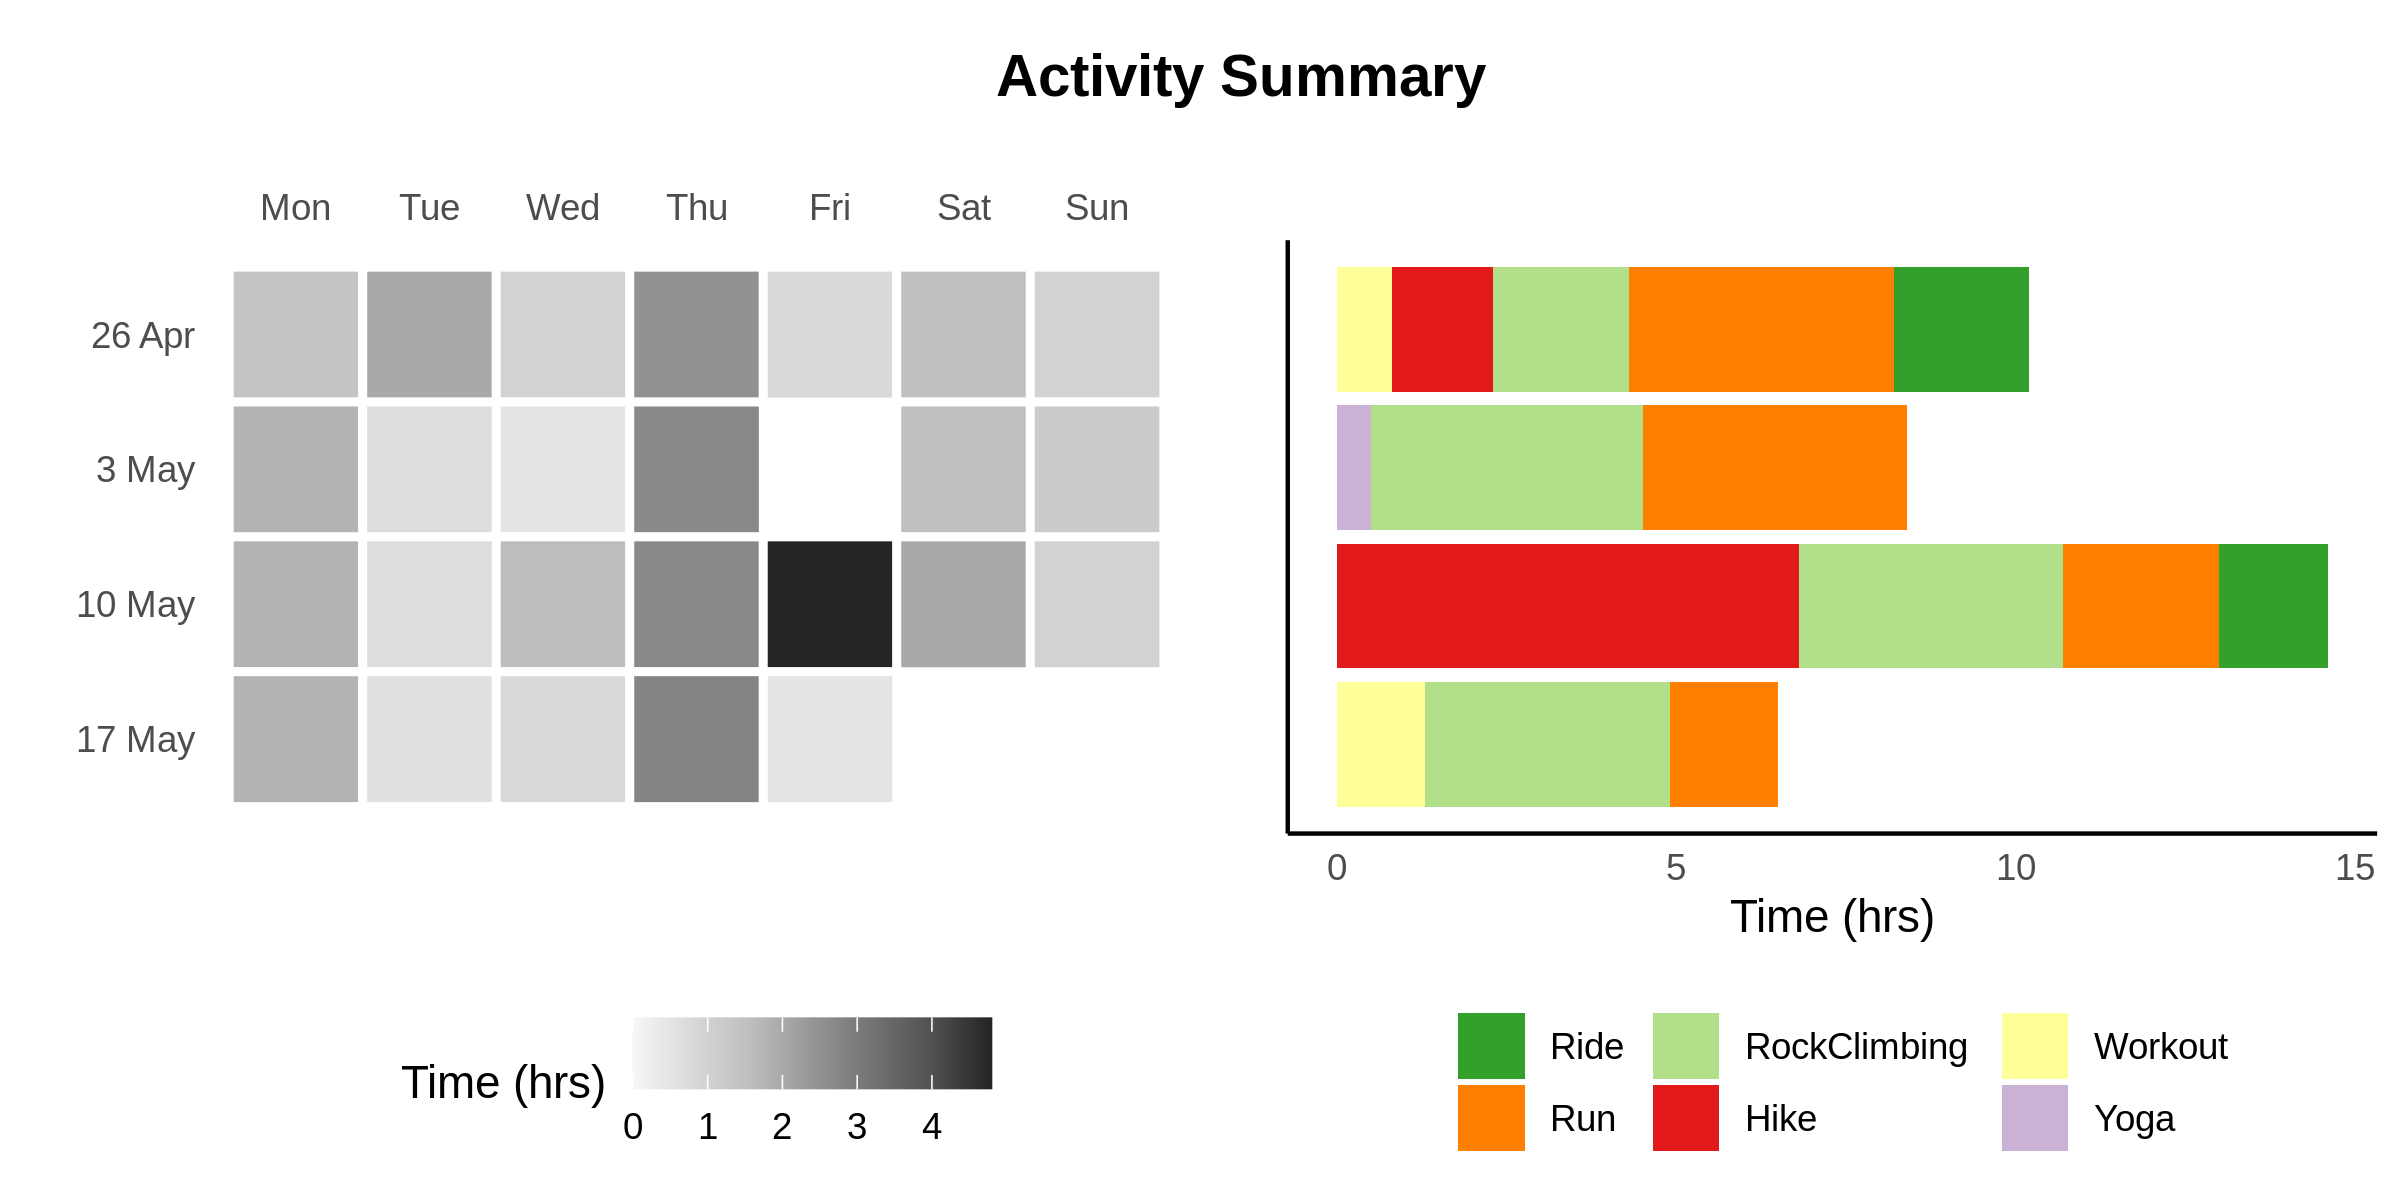 Activity Summary
Mon Tue Wed Thu Fri Sat Sun
26 Apr
3 May
10 May
17 May
0 5 10 15
Time (hrs)
Time (hrs)
0 1 2 3 4
Ride RockClimbing Workout
Run Hike Yoga